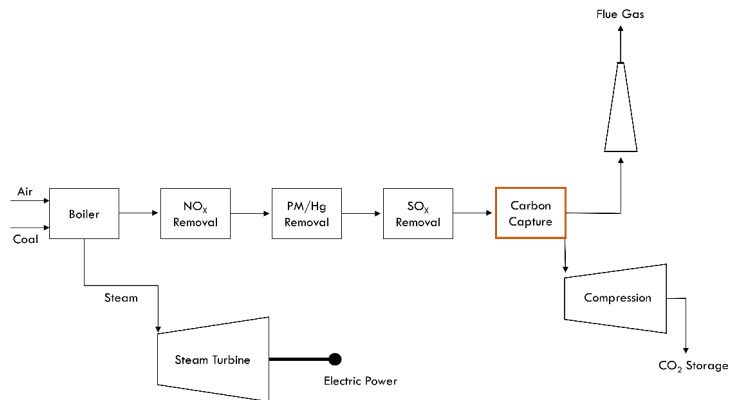 Flue Gas
Air
Boiler
NOₓ
Removal
PM/Hg
Removal
SOₓ
Removal
Carbon
Capture
Coal
Steam
Compression
Steam Turbine
CO₂ Storage
Electric Power